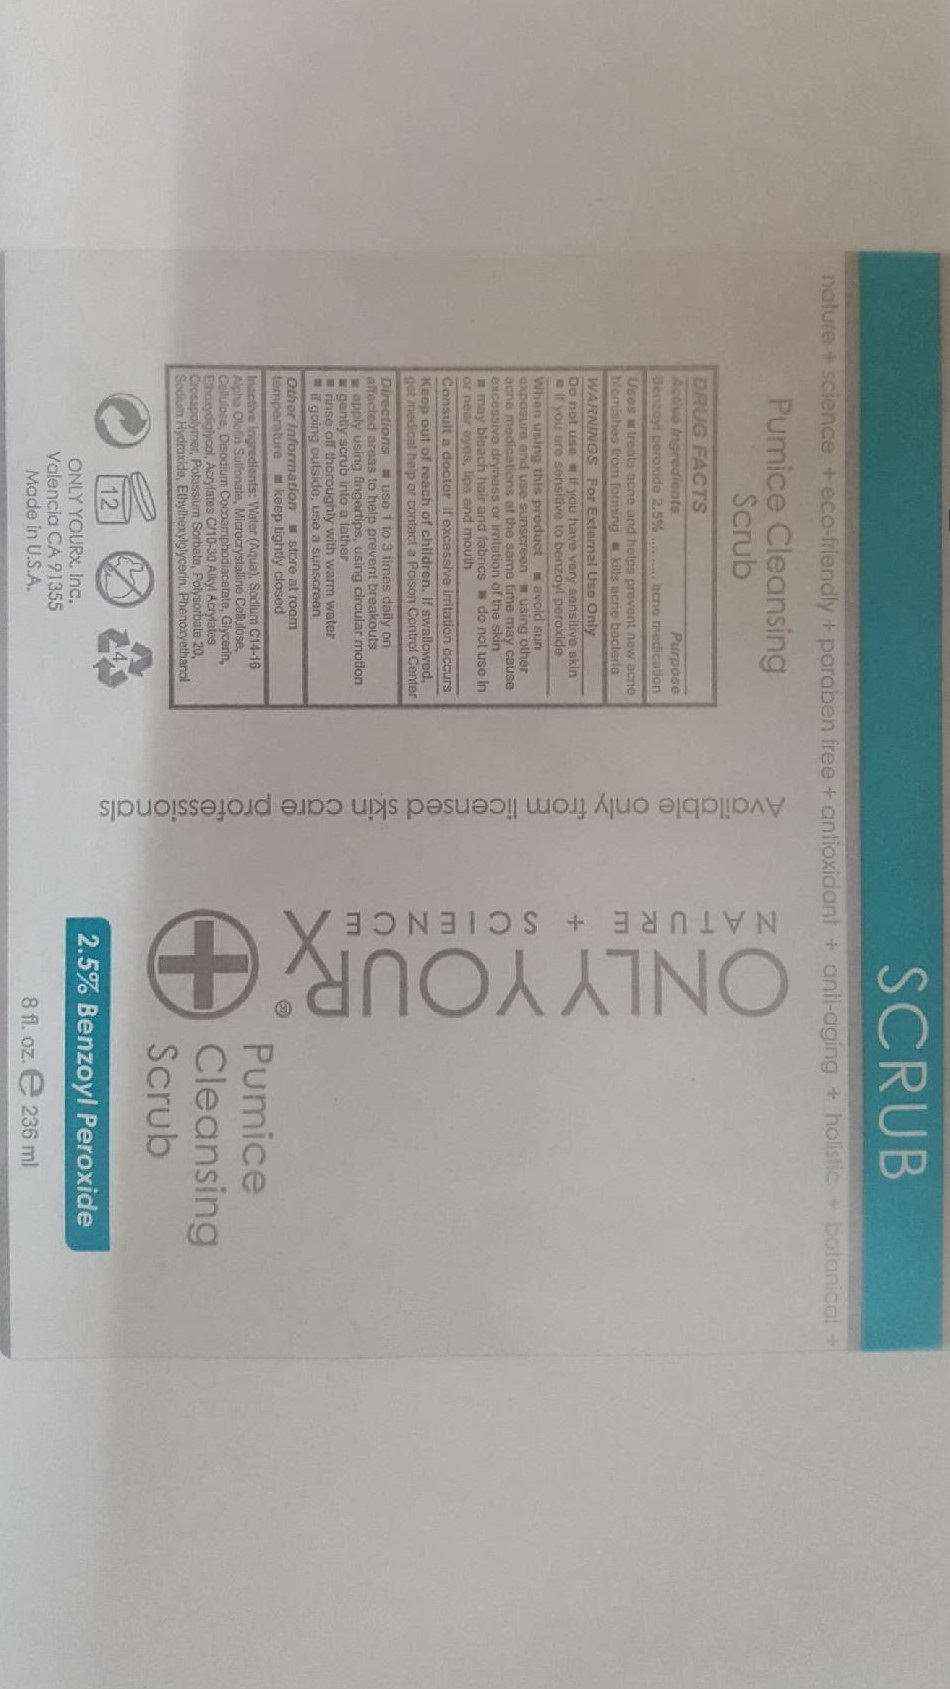 SCRUB
nature + science + eco-friendly + paraben free + antioxidant + anti-aging + holistic + botanical +
Pumice Cleansing
Scrub
DRUG FACTS
Active Ingredients Purpose
Benzoyl peroxide 2.5% .......... acne medication
Uses ■ treats acne and helps prevent new acne
blemishes from forming ■ kills acne bacteria
WARNINGS For External Use Only
Do not use ■ if you have very sensitive skin
■ if you are sensitive to benzoyl peroxide
When using this product ■ avoid sun
exposure and use sunscreen ■ using other
acne medications at the same time may cause
excessive dryness or irritation of the skin
■ may bleach hair and fabrics ■ do not use in
or near eyes, lips and mouth
Consult a doctor if excessive irritation occurs
Keep out of reach of children. If swallowed,
get medical help or contact a Poison Control Center
Directions ■ use 1 to 3 times daily on
affected areas to help prevent breakouts
■ apply using fingertips, using circular motion
■ gently scrub into a lather
■ rinse off thoroughly with warm water
■ if going outside, use a sunscreen
Other Information ■ store at room
temperature ■ keep tightly closed
Inactive Ingredients: Water (Aqua), Sodium C14-16
Alpha Olefin Sulfonate, Microcrystalline Cellulose,
Cellulose, Disodium Cocoamphodiacetate, Glycerin,
Ethoxydiglycol, Acrylates C/110-30 Alkyl Acrylates
Crosspolymer, Potassium Sorbate, Polysorbate 20,
Sodium Hydroxide, Ethylhexylglycerin, Phenoxyethanol
12
4
ONLY YOURx, Inc.
Valencia CA 91355
Made in U.S.A.
Available only from licensed skin care professionals
ONLYYOURX®
NATURE + SCIENCE
Pumice
Cleansing
Scrub
2.5% Benzoyl Peroxide
8 fl. oz. e 236 ml